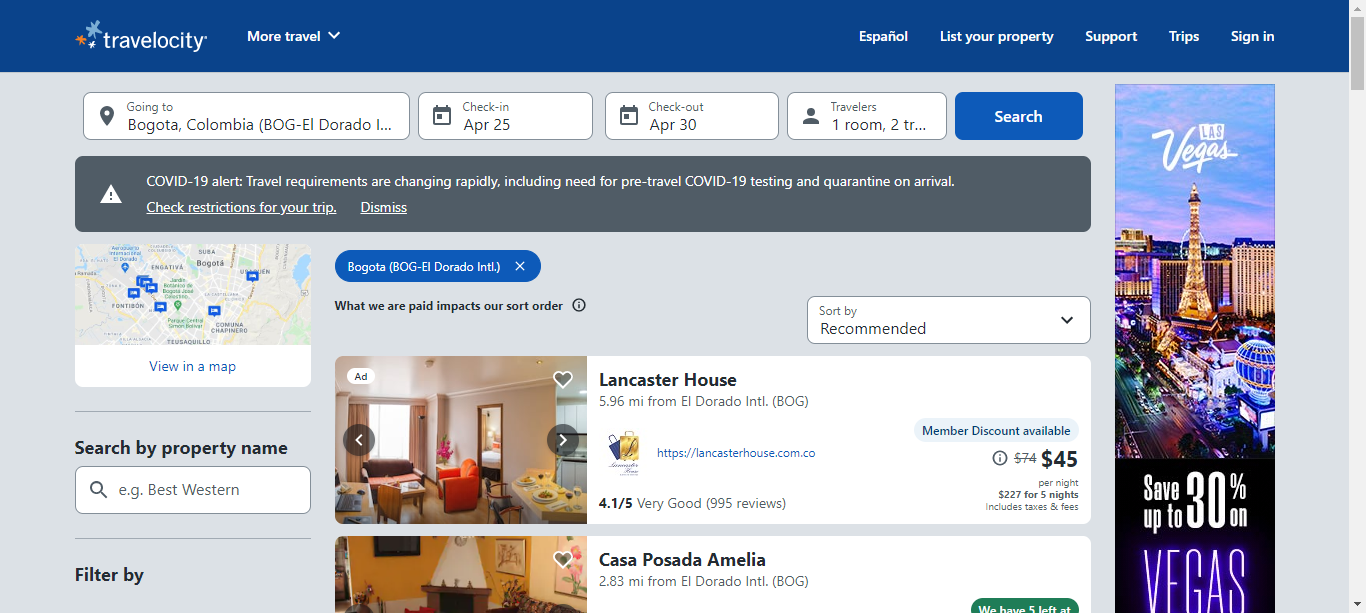 travelocity
More travel
Español
List your property
Support
Trips
Sign in
Going to
Bogota, Colombia (BOG-El Dorado I...
Check-in
Apr 25
Check-out
Apr 30
Travelers
1 room, 2 tr...
Search
COVID-19 alert: Travel requirements are changing rapidly, including need for pre-travel COVID-19 testing and quarantine on arrival.
Check restrictions for your trip.
Dismiss
SUBA
Bogotá
ENGATIVÁ
FONTIBÓN
Parque Central
Simón Bolívar
COMUNA
CHAPINERO
TEUSAQUILLO
View in a map
Search by property name
e.g. Best Western
Filter by
Bogota (BOG-El Dorado Intl.)
What we are paid impacts our sort order
Sort by
Recommended
Ad
Lancaster House
5.96 mi from El Dorado Intl. (BOG)
Lancaster
House
https://lancasterhouse.com.co
4.1/5 Very Good (995 reviews)
Member Discount available
$74 $45
per night
$227 for 5 nights
Includes taxes & fees
Casa Posada Amelia
2.83 mi from El Dorado Intl. (BOG)
We have 5 left at
LAS
Vegas
Save 30%
up to on
VEGAS